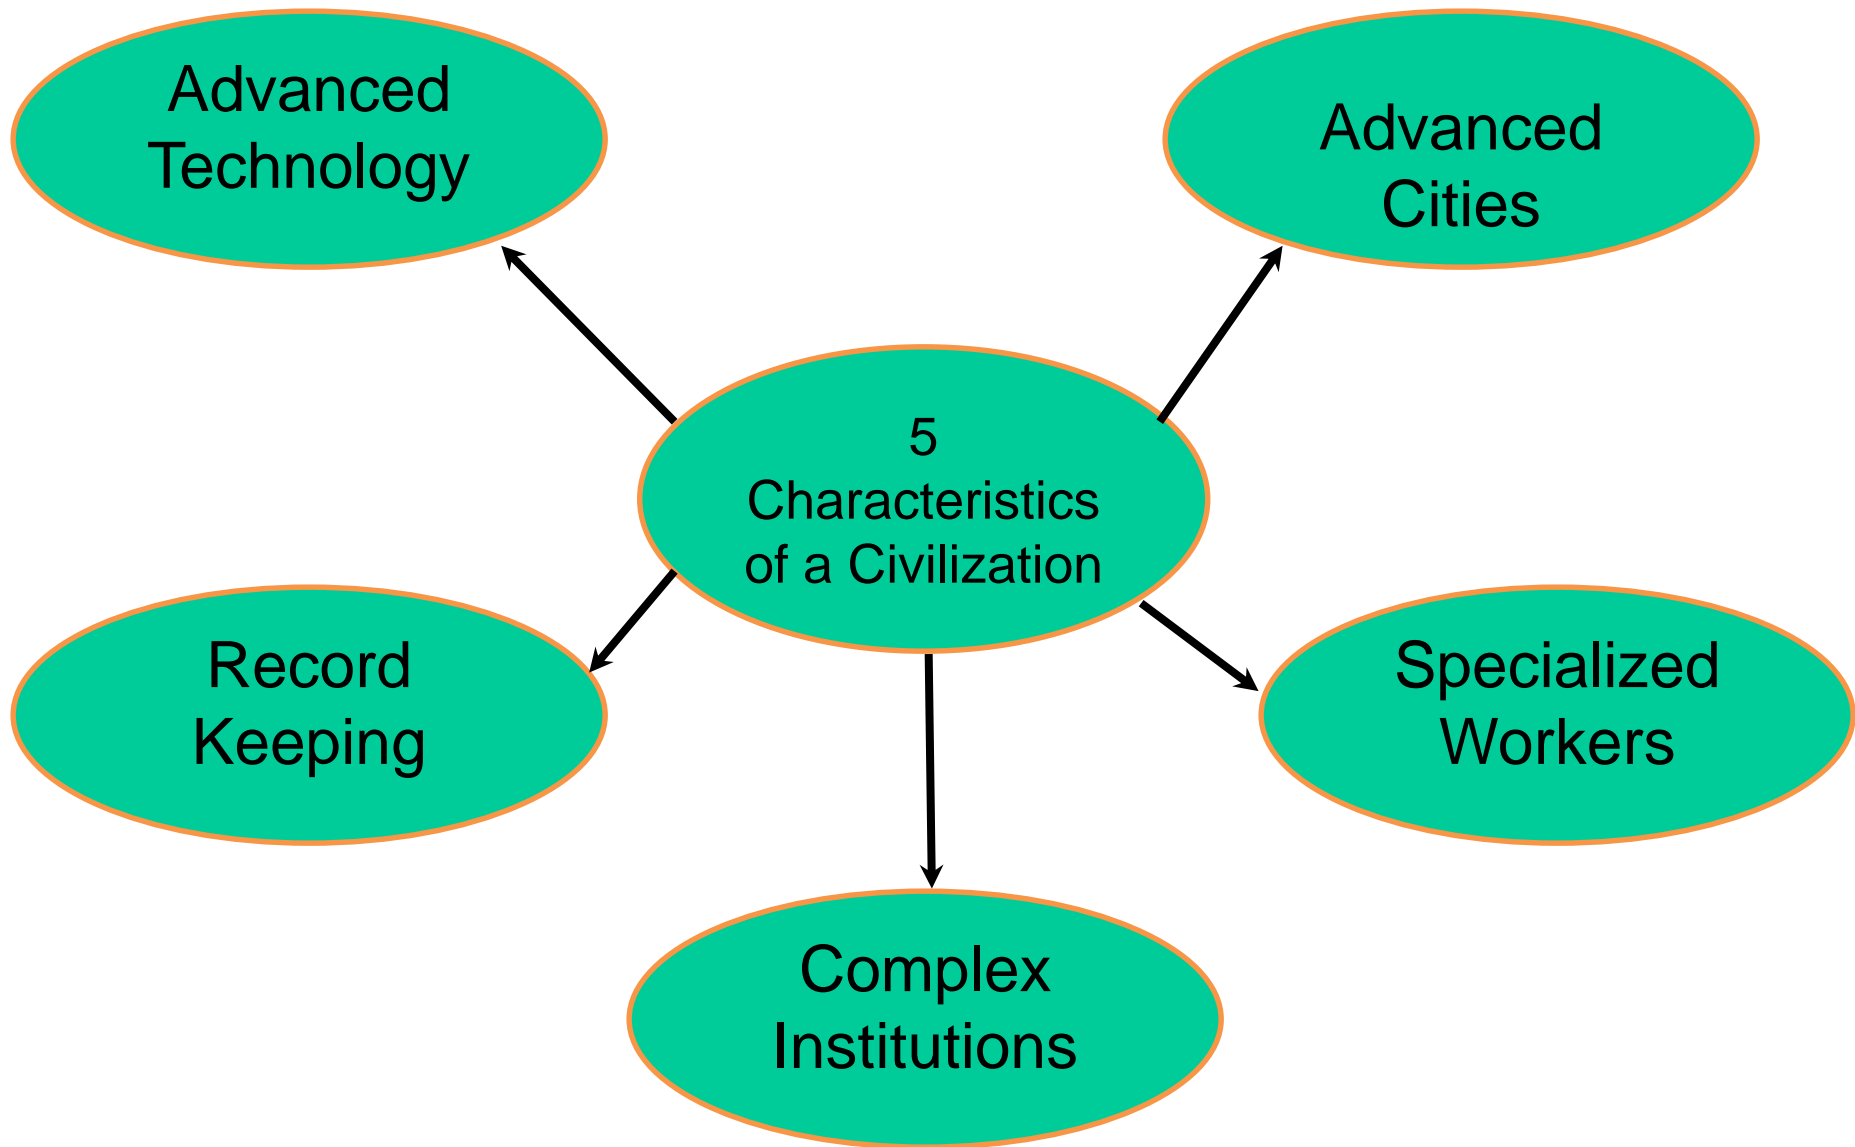 Advanced
Technology
Advanced
Cities
5
Characteristics
of a Civilization
Record
Keeping
Specialized
Workers
Complex
Institutions